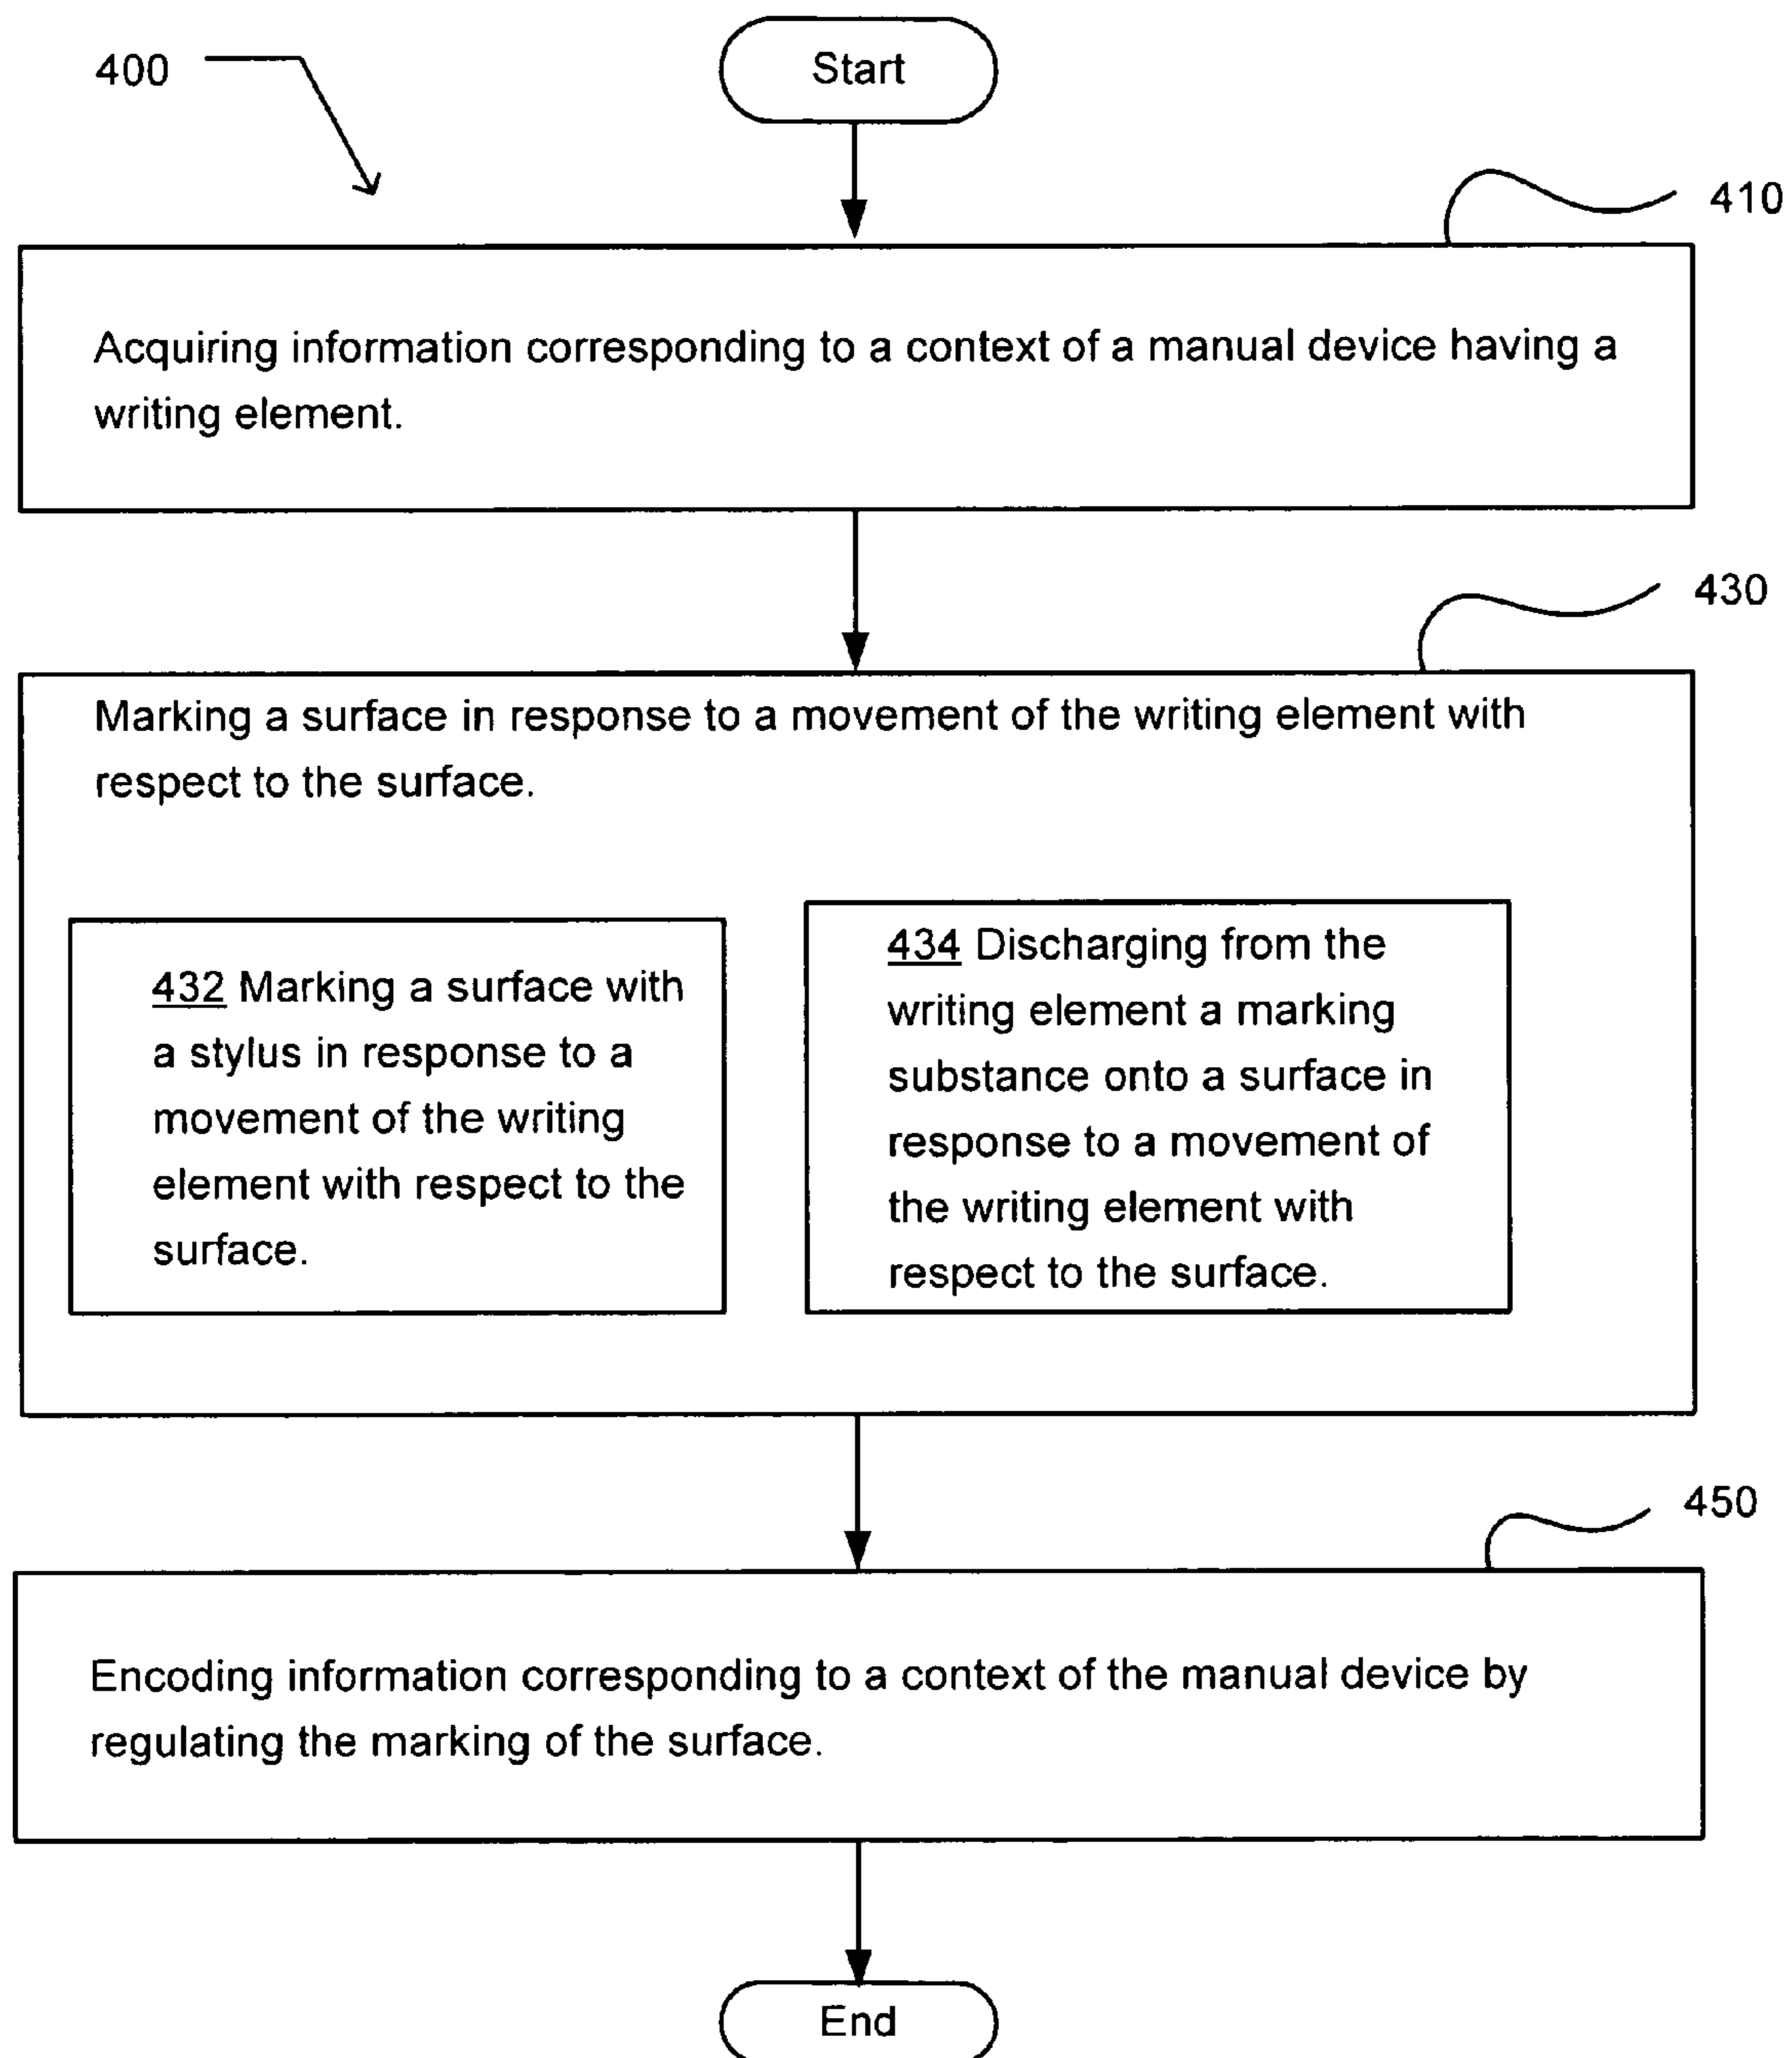 400
Start
410
Acquiring information corresponding to a context of a manual device having a
writing element.
430
Marking a surface in response to a movement of the writing element with
respect to the surface.
432 Marking a surface with
a stylus in response to a
movement of the writing
element with respect to the
surface.
434 Discharging from the
writing element a marking
substance onto a surface in
response to a movement of
the writing element with
respect to the surface.
450
Encoding information corresponding to a context of the manual device by
regulating the marking of the surface.
End